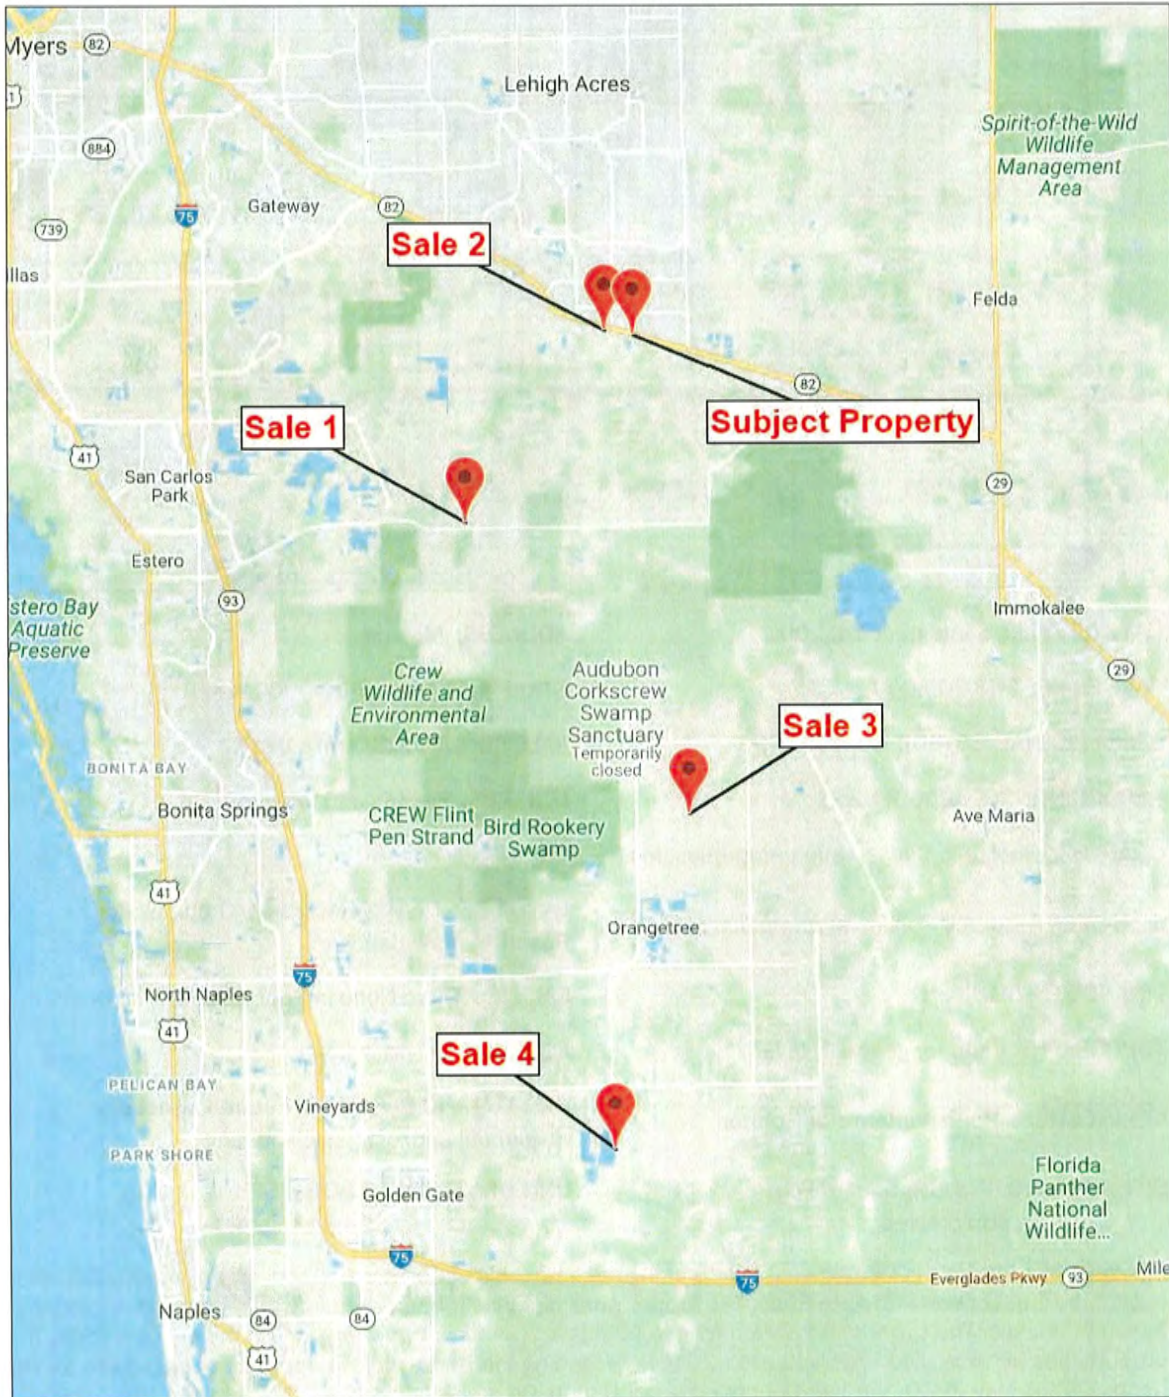 Myers
82
Lehigh Acres
Spirit-of-the-Wild
Wildlife
Management
Area
884
Gateway
82
75
739
Sale 2
illas
Felda
82
Sale 1
Subject Property
41
San Carlos
Park
29
Estero
93
Immokalee
stero Bay
Aquatic
Preserve
29
Crew
Wildlife and
Environmental
Area
Audubon
Corkscrew
Swamp
Sanctuary
Temporarily
closed
Sale 3
BONITA BAY
Bonita Springs
CREW Flint
Pen Strand
Bird Rookery
Swamp
Ave Maria
41
Orangetree
75
North Naples
41
Sale 4
PELICAN BAY
Vineyards
PARK SHORE
Florida
Panther
National
Wildlife...
Golden Gate
75
75
Everglades Pkwy
93
Mile
Naples
84
84
41